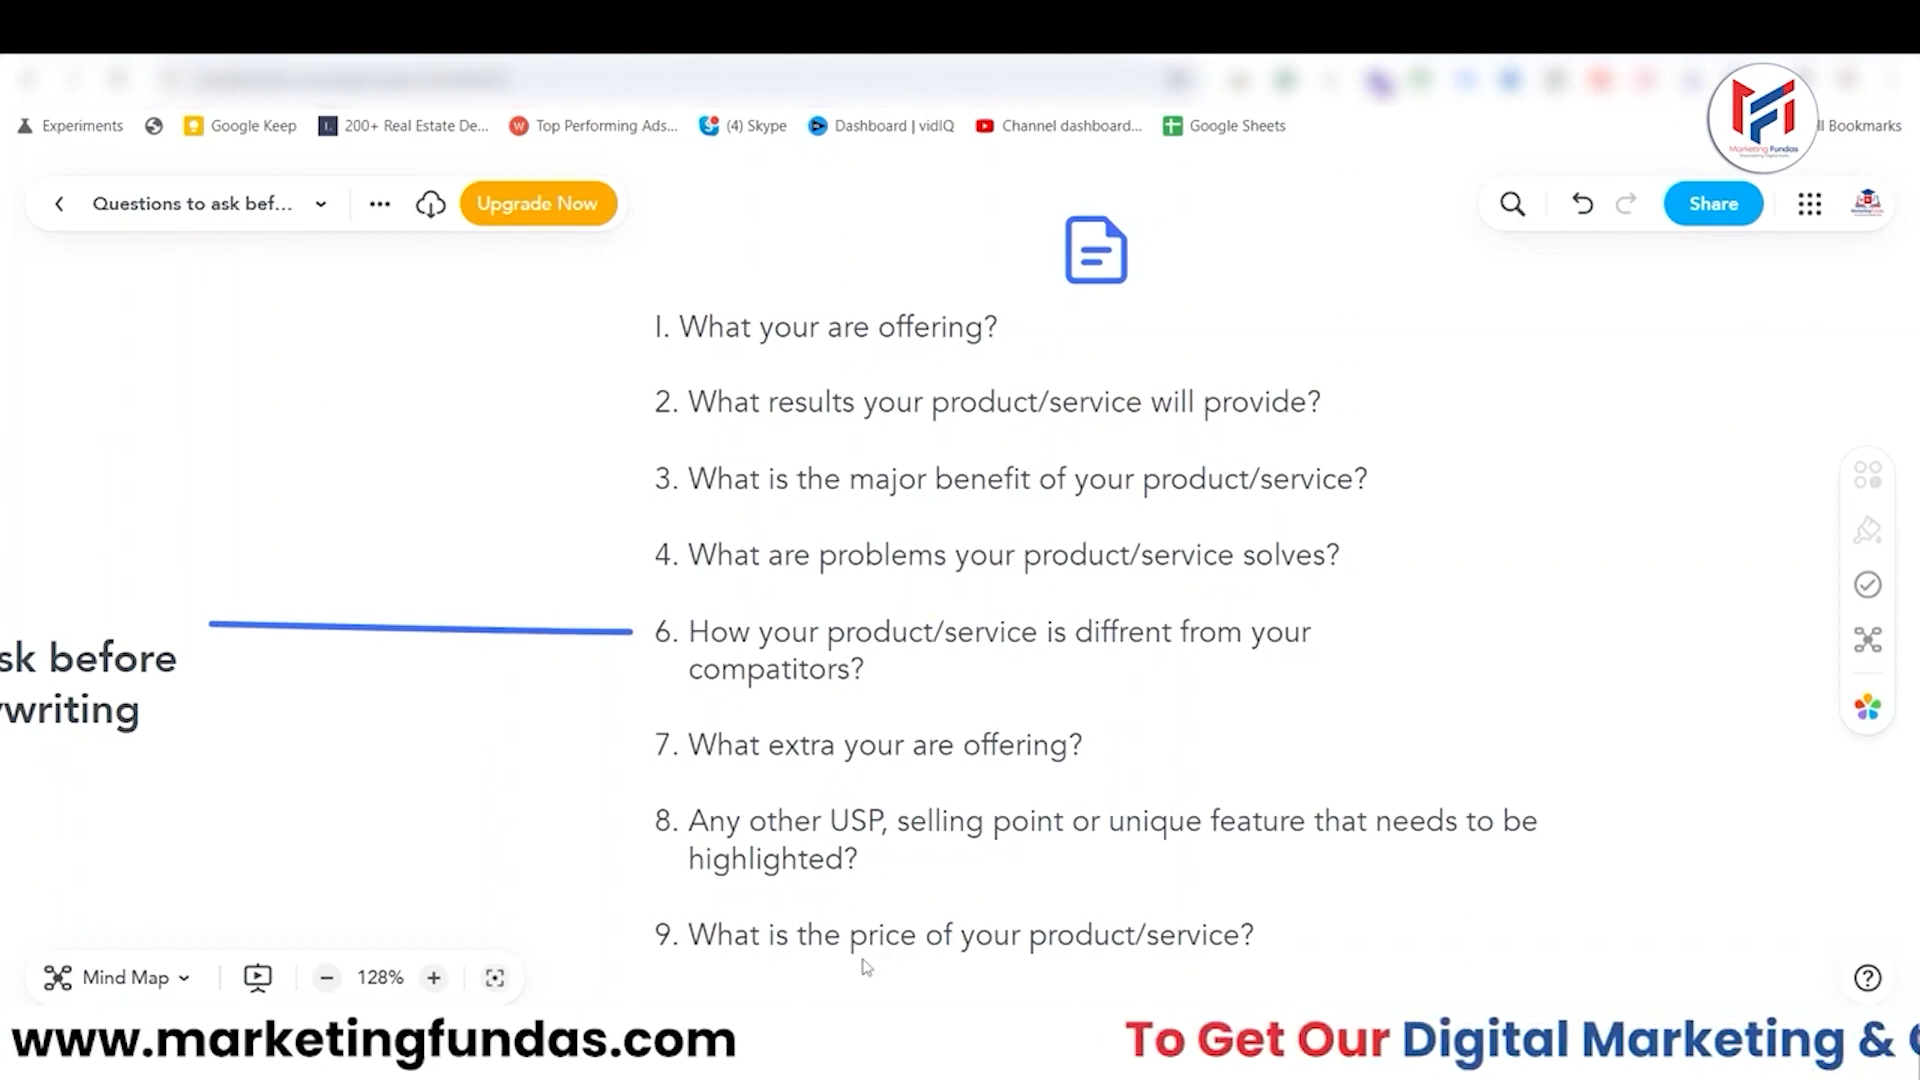 Experiments
Google Keep
200+ Real Estate De...
Top Performing Ads...
(4) Skype
Dashboard | vidIQ
Channel dashboard...
Google Sheets
ll Bookmarks
Marketing Fundas
Questions to ask bef...
Upgrade Now
Share
1. What your are offering?
2. What results your product/service will provide?
3. What is the major benefit of your product/service?
4. What are problems your product/service solves?
6. How your product/service is diffrent from your
compatitors?
7. What extra your are offering?
8. Any other USP, selling point or unique feature that needs to be
highlighted?
9. What is the price of your product/service?
sk before
writing
Mind Map
128%
www.marketingfundas.com
To Get Our Digital Marketing &